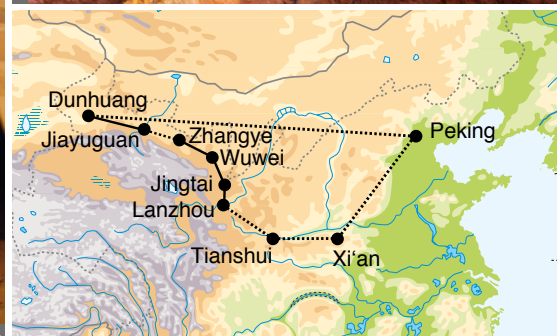 Dunhuang
Jiayuguan
Zhangye
Wuwei
Jingtai
Lanzhou
Tianshui
Xi‘an
Peking